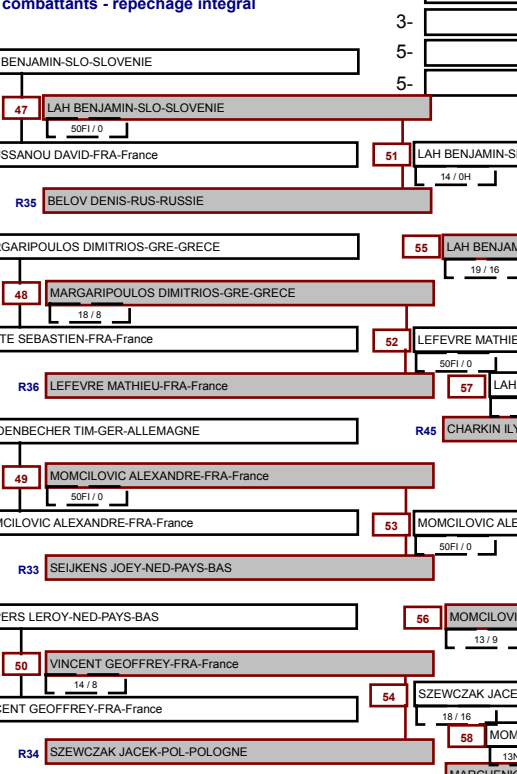 combattants - repechage intégral
3-
5-
5-
BENJAMIN-SLO-SLOVENIE
47 LAH BENJAMIN-SLO-SLOVENIE
50FI / 0
SSANOU DAVID-FRA-France
51 LAH BENJAMIN-S
14 / 0H
R35 BELOV DENIS-RUS-RUSSIE
GARIPOULOS DIMITRIOS-GRE-GRECE
55 LAH BENJAM
19 / 16
48 MARGARIPOULOS DIMITRIOS-GRE-GRECE
18 / 8
TE SEBASTIEN-FRA-France
52 LEFEVRE MATHIE
50FI / 0
R36 LEFEVRE MATHIEU-FRA-France
57 LAH
DENBECHER TIM-GER-ALLEMAGNE
R45 CHARKIN ILY
49 MOMCILOVIC ALEXANDRE-FRA-France
50FI / 0
MCILOVIC ALEXANDRE-FRA-France
53 MOMCILOVIC ALE
50FI / 0
R33 SEIJKENS JOEY-NED-PAYS-BAS
PERS LEROY-NED-PAYS-BAS
56 MOMCILOVI
13 / 9
50 VINCENT GEOFFREY-FRA-France
14 / 8
54 SZEWCZAK JACE
CENT GEOFFREY-FRA-France
18 / 16
58 MOM
R34 SZEWCZAK JACEK-POL-POLOGNE
13N